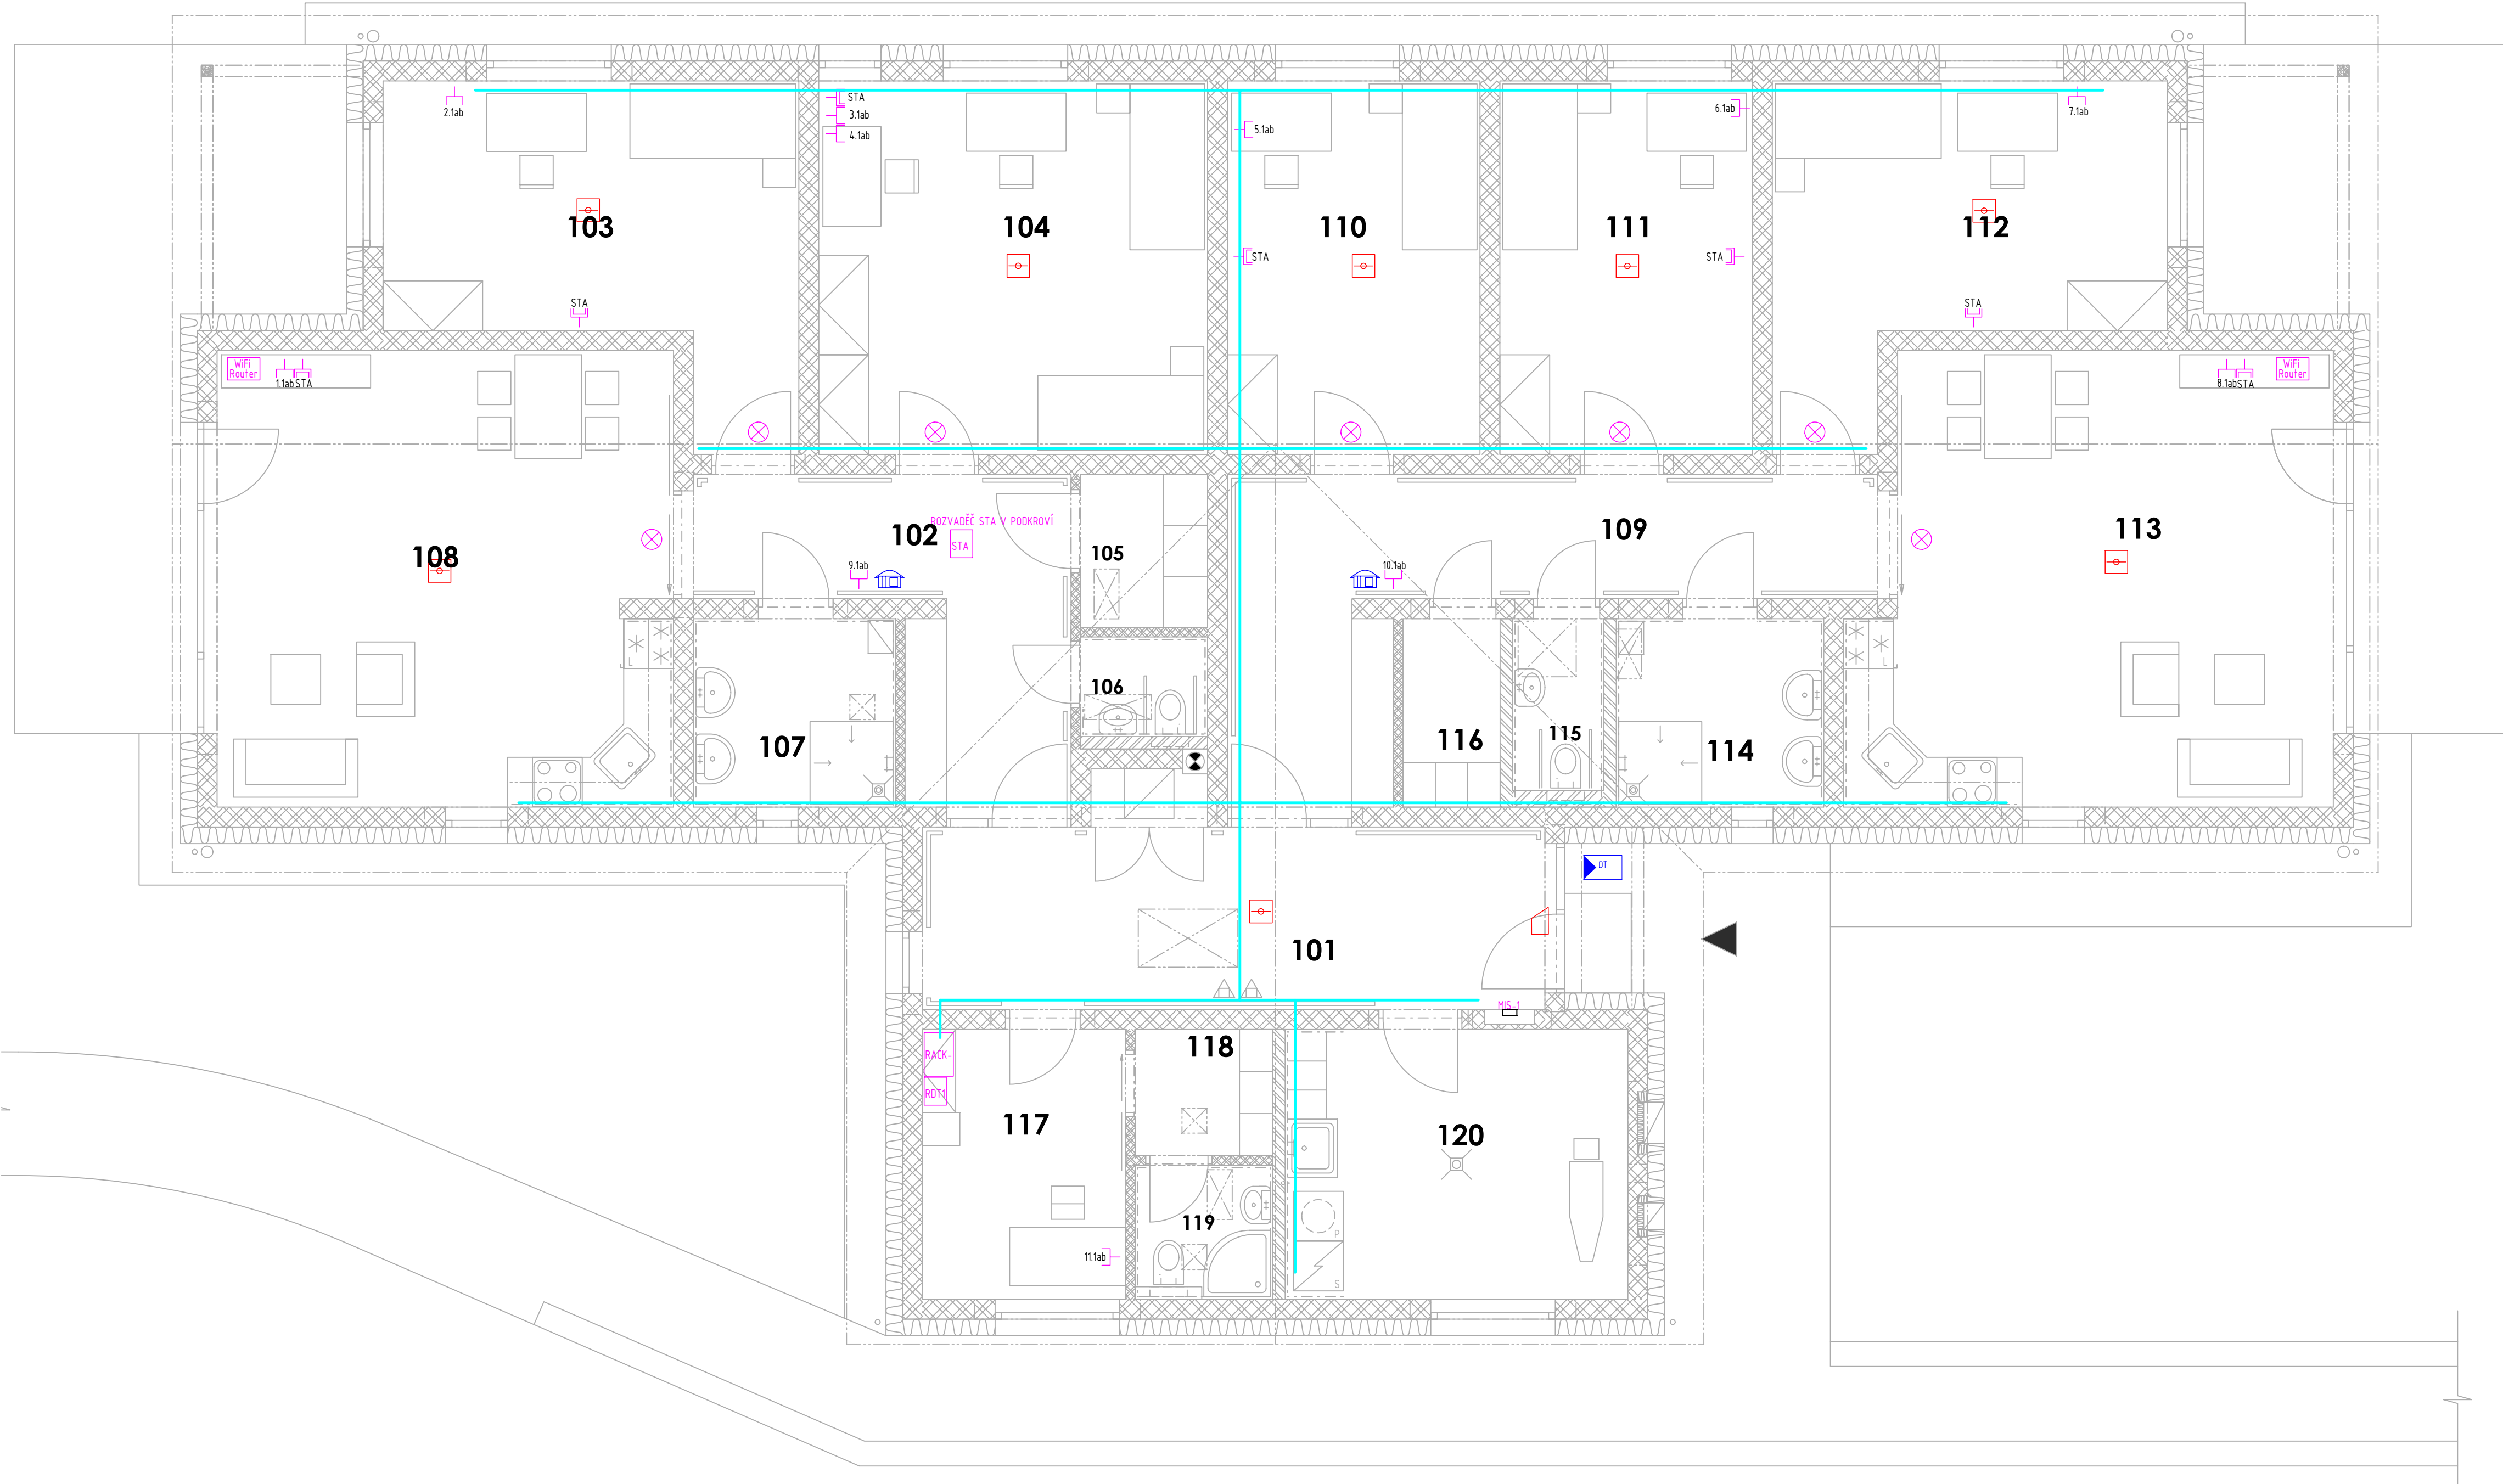 STA
2.1ab
3.1ab
4.1ab
5.1ab
6.1ab
7.1ab
103
104
110
111
112
STA
STA
STA
STA
WiFi
Router
1.1ab STA
8.1ab STA
WiFi
Router
ROZVADĚČ STA V PODKROVÍ
102
STA
105
109
113
108
9.1ab
10.1ab
L
L
106
107
116
115
114
DT
101
MIS-1
RACK-
118
RDT1
117
120
119
P
11.1ab
S